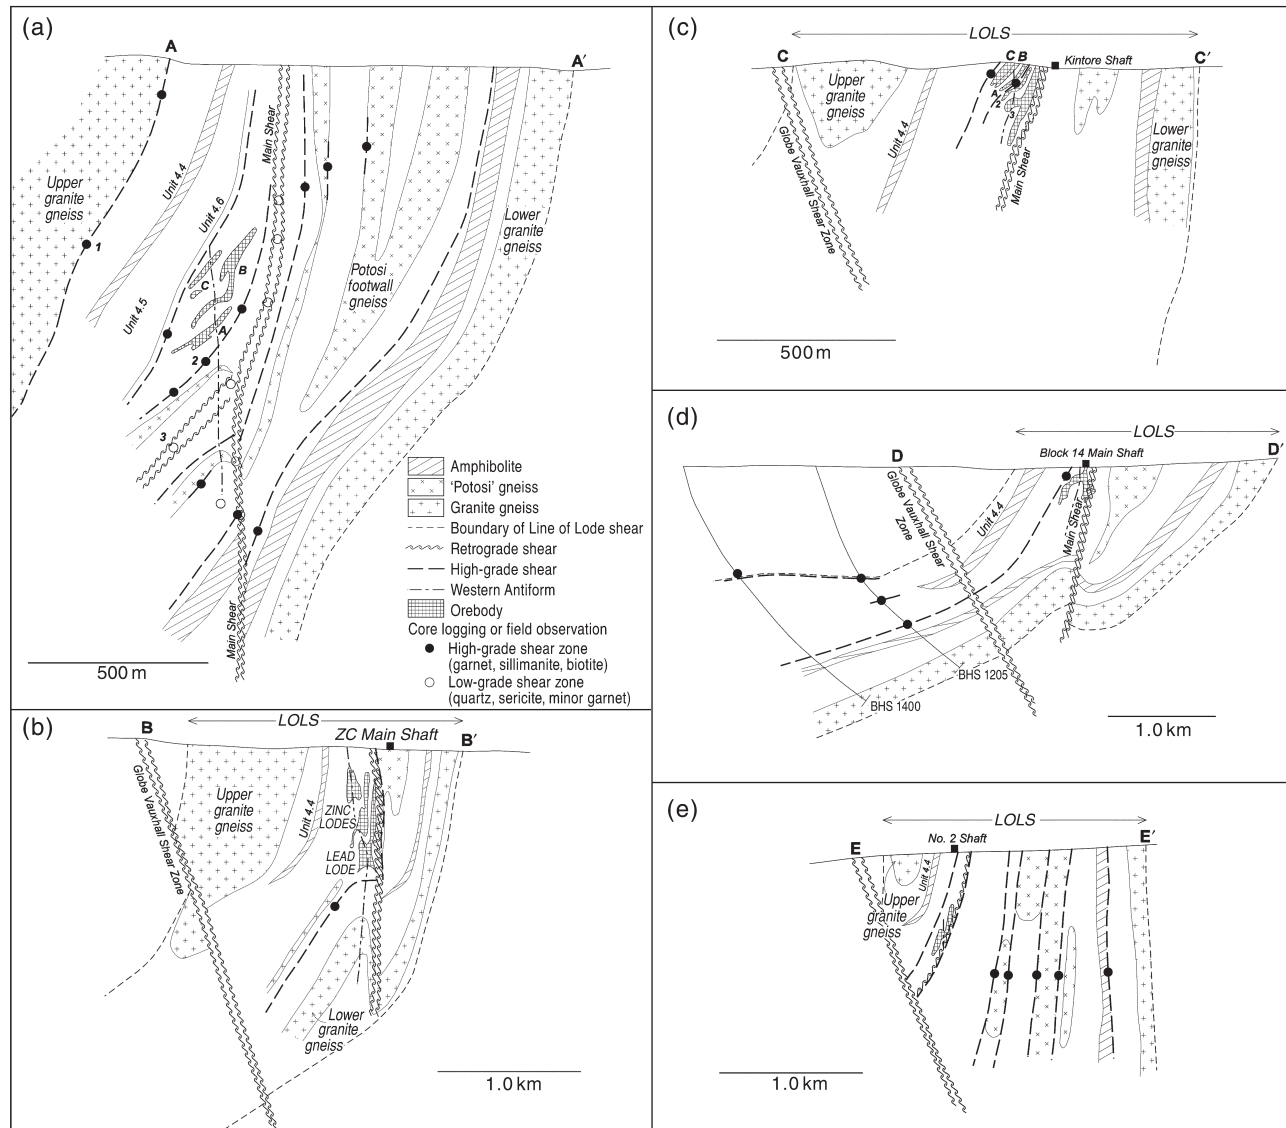 (a)
A
A′
Upper
granite
gneiss
1
Unit 4.4
Unit 4.6
Unit 4.5
Main Shear
B
C
A
2
3
Potosi
footwall
gneiss
Lower
granite
gneiss
Main Shear
500 m
Amphibolite
'Potosi' gneiss
Granite gneiss
Boundary of Line of Lode shear
Retrograde shear
High-grade shear
Western Antiform
Orebody
Core logging or field observation
High-grade shear zone
(garnet, sillimanite, biotite)
Low-grade shear zone
(quartz, sericite, minor garnet)
(b)
LOLS
B
ZC Main Shaft
B′
Globe Vauxhall Shear Zone
Upper
granite
gneiss
Unit 4.4
ZINC
LODES
LEAD
LODE
Lower
granite
gneiss
1.0 km
(c)
LOLS
C
C B
Kintore Shaft
C′
Upper
granite
gneiss
Globe Vauxhall Shear Zone
Unit 4.4
A
2
3
Main Shear
Lower
granite
gneiss
500 m
(d)
LOLS
D
Block 14 Main Shaft
D′
Globe Vauxhall Shear
Zone
Unit 4.4
Main Shear
BHS 1205
BHS 1400
1.0 km
(e)
LOLS
E
No. 2 Shaft
E′
Unit 4.4
Upper
granite
gneiss
1.0 km